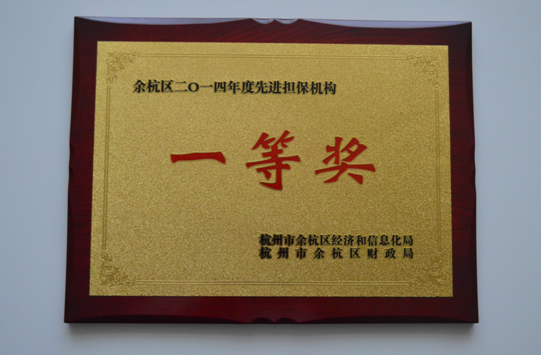 余杭区二〇一四年度先进担保机构
一等奖
杭州市余杭区经济和信息化局
杭州市余杭区财政局